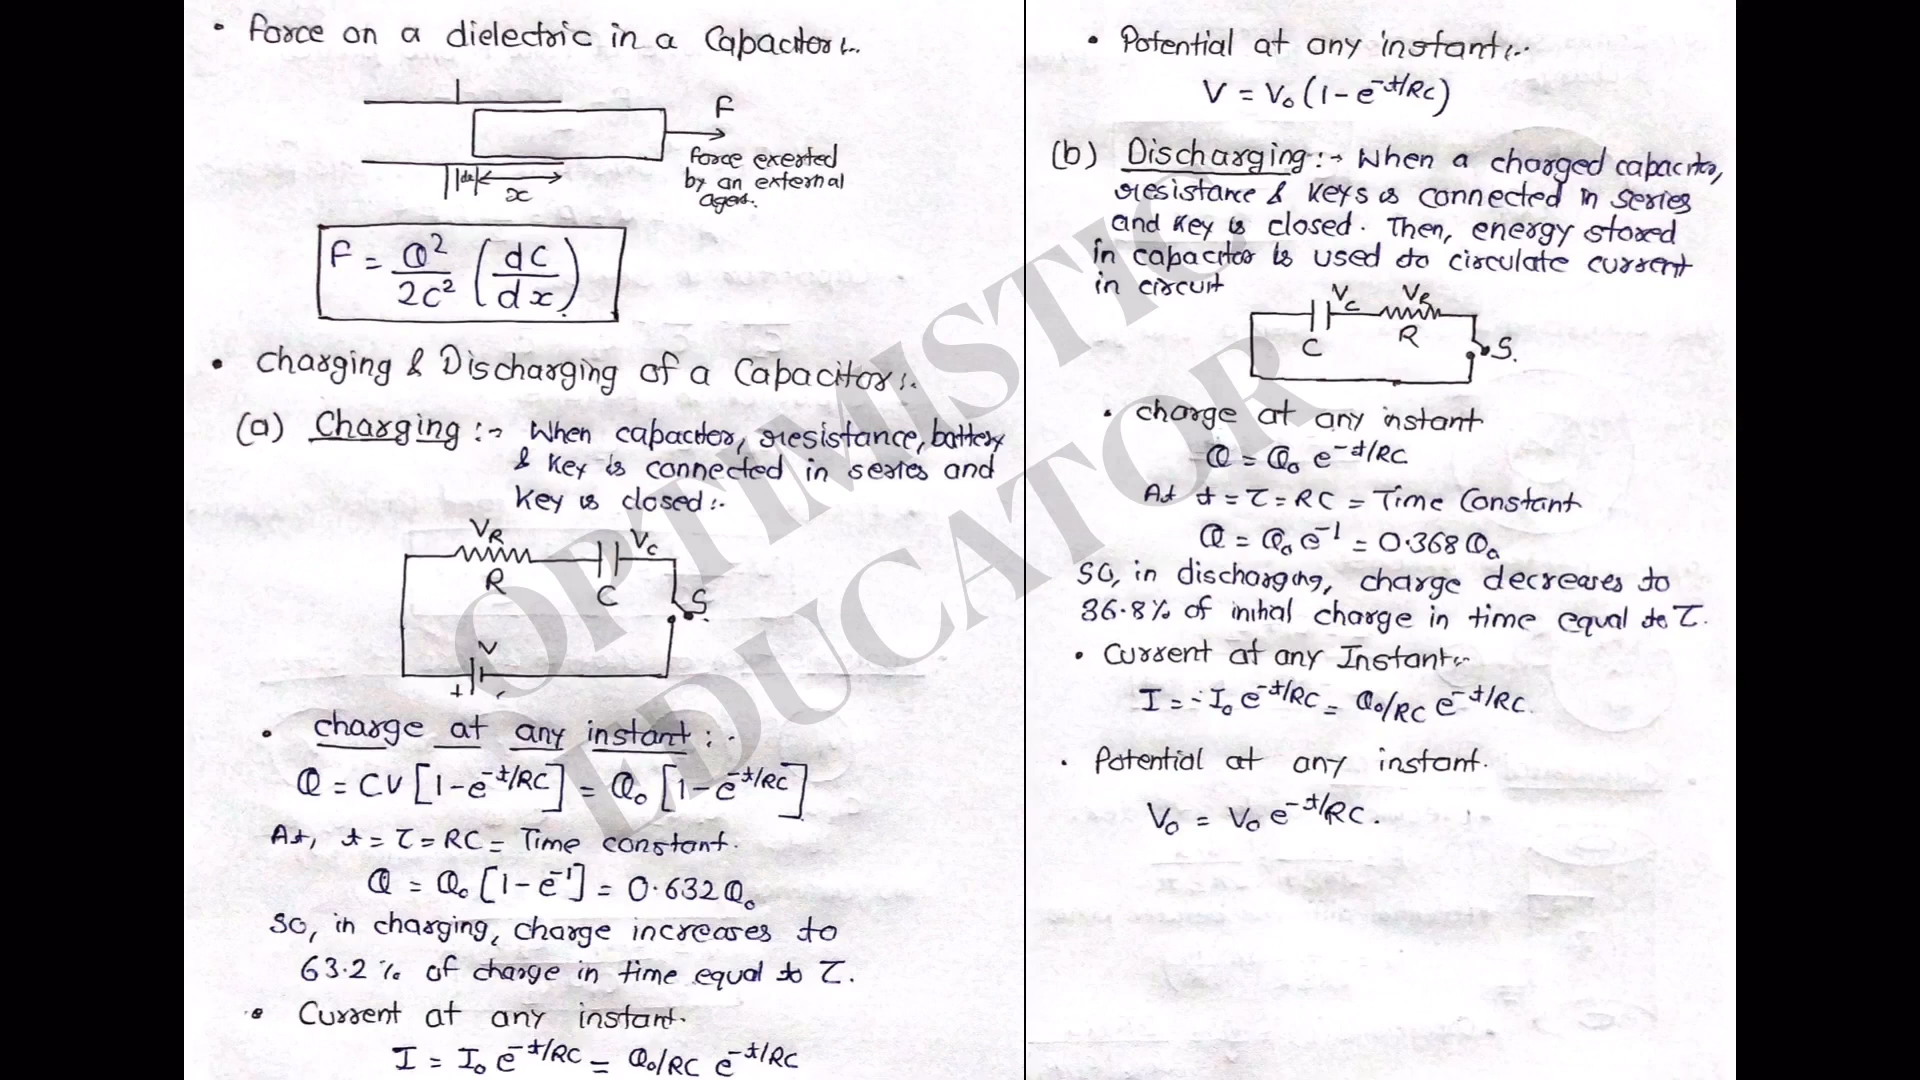 • Force on a dielectric in a Capacitor:-
F
Force exerted
by an external
agent.
dx
x
F = Q²/2C² (dC/dx)
• Charging & Discharging of a Capacitor:-
(a) Charging :- When capacitor, resistance, battery
& Key is connected in series and
Key is closed :-
V_R
V_C
R
C
S
V
+ -
• charge at any instant :-
Q = CV [1-e^-t/RC] = Q₀ [1-e^-t/RC]
At, t = τ = RC = Time constant.
Q = Q₀ [1-e^-1] = 0.632 Q₀
So, in charging, charge increases to
63.2 % of charge in time equal to τ.
• Current at any instant.
I = I₀ e^-t/RC = Q₀/RC e^-t/RC
• Potential at any instant:-
V = V₀ (1-e^-t/RC)
(b) Discharging :- When a charged capacitor,
resistance & Keys is connected in series
and key is closed. Then, energy stored
in capacitor is used to circulate current
in circuit
V_C
V_R
C
R
S.
• charge at any instant
Q = Q₀ e^-t/RC
At t = τ = RC = Time Constant
Q = Q₀ e^-1 = 0.368 Q₀
So, in discharging, charge decreases to
36.8% of initial charge in time equal to τ.
• Current at any Instant:-
I = -I₀ e^-t/RC = Q₀/RC e^-t/RC.
• Potential at any instant.
V₀ = V₀ e^-t/RC.
OPTIMISTIC
EDUCATOR